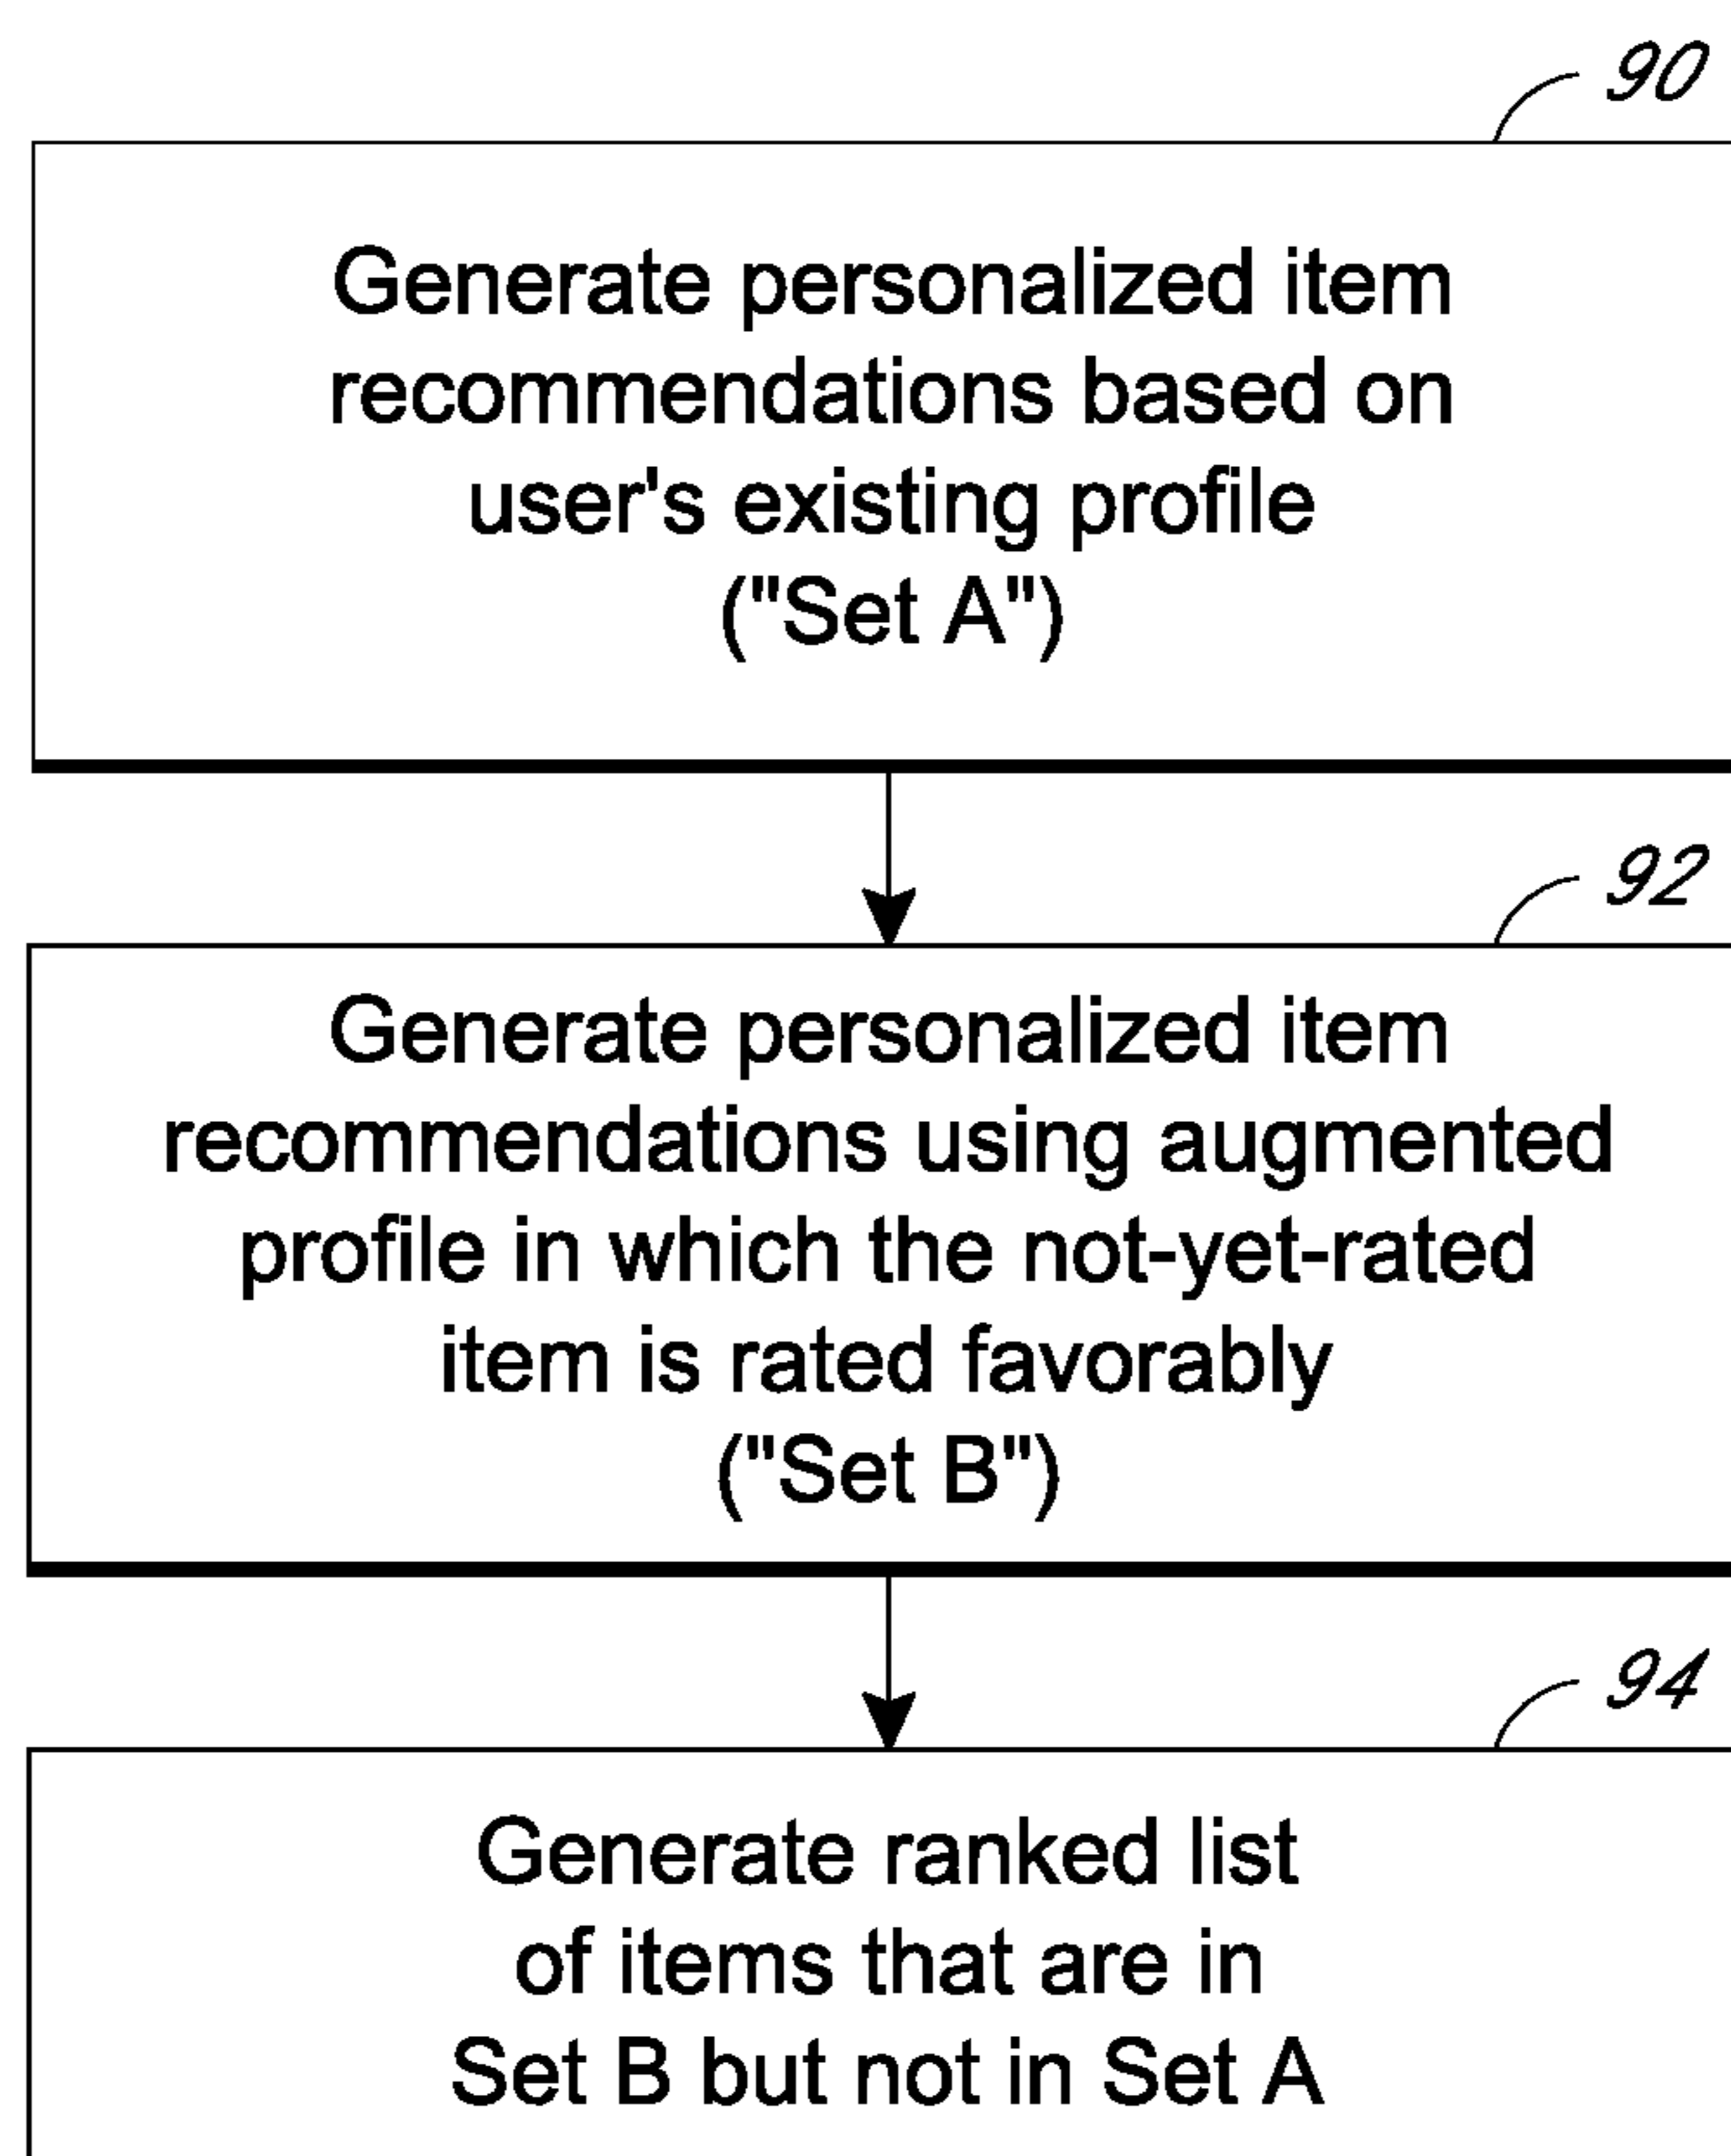 90
Generate personalized item
recommendations based on
user's existing profile
("Set A")
92
Generate personalized item
recommendations using augmented
profile in which the not-yet-rated
item is rated favorably
("Set B")
94
Generate ranked list
of items that are in
Set B but not in Set A